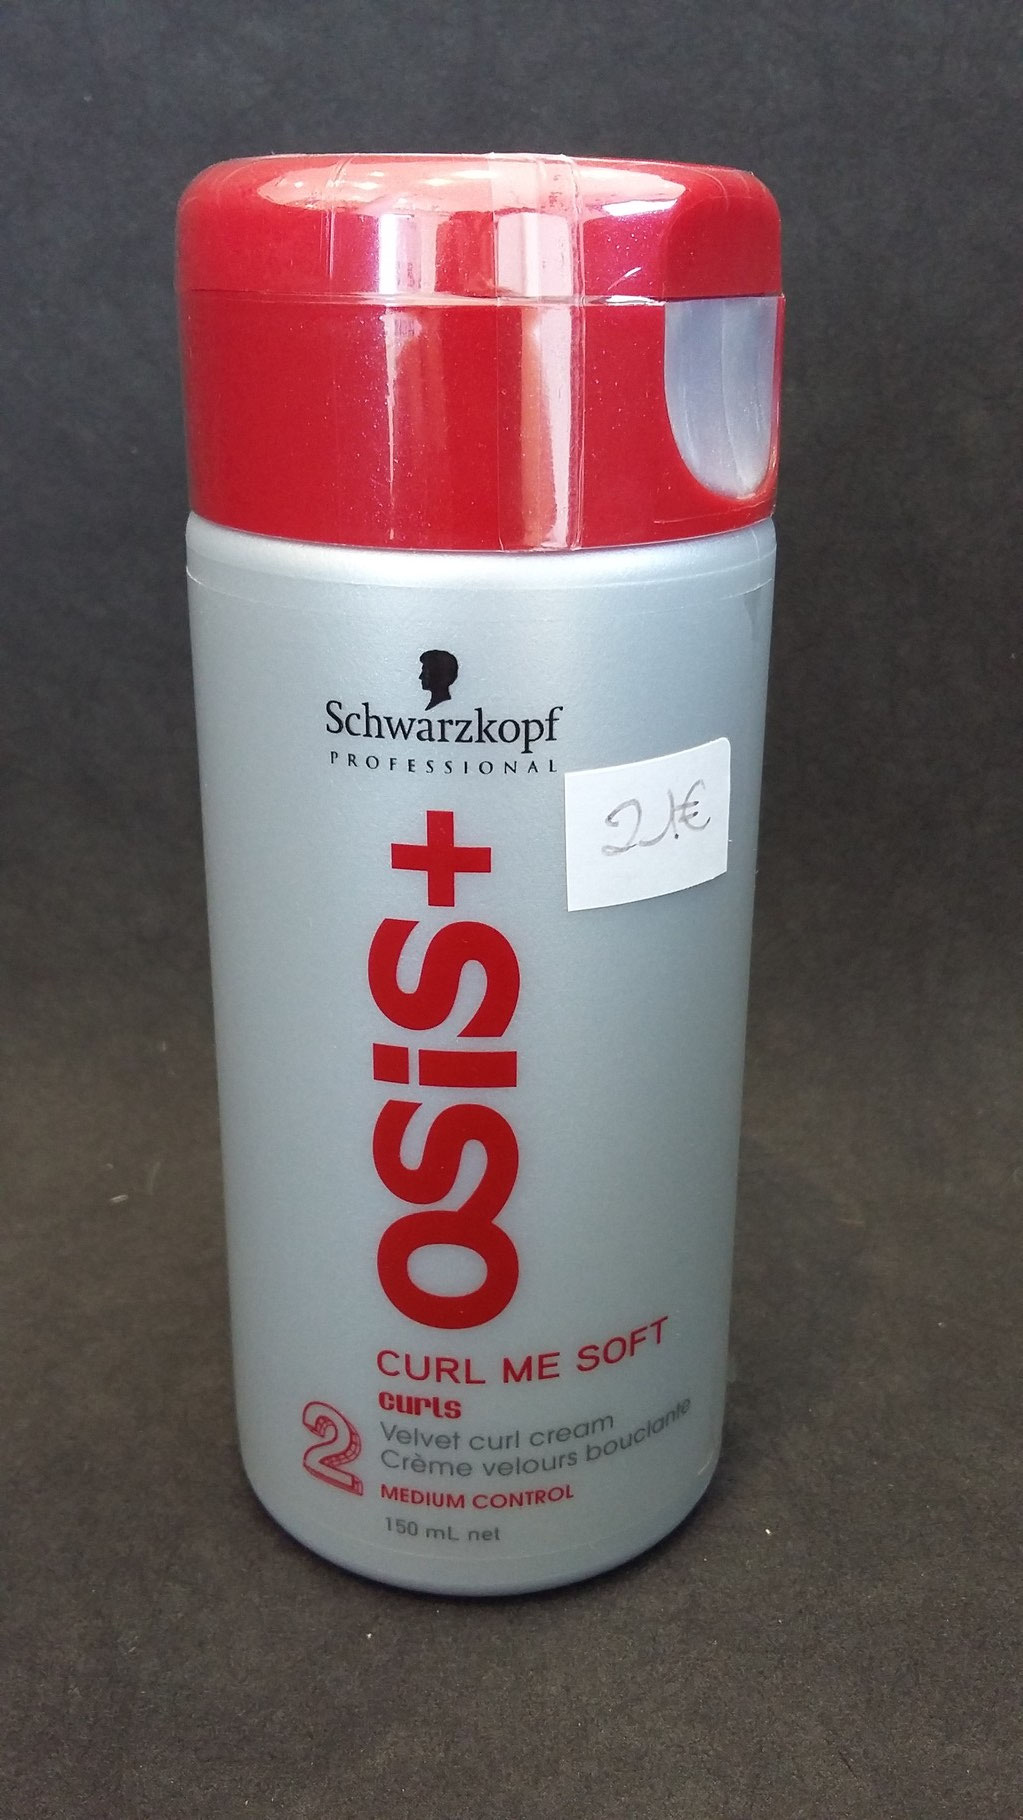 Schwarzkopf
PROFESSIONAL
21€
OSiS+
CURL ME SOFT
curls
2
Velvet curl cream
Crème velours bouclante
MEDIUM CONTROL
150 mL net